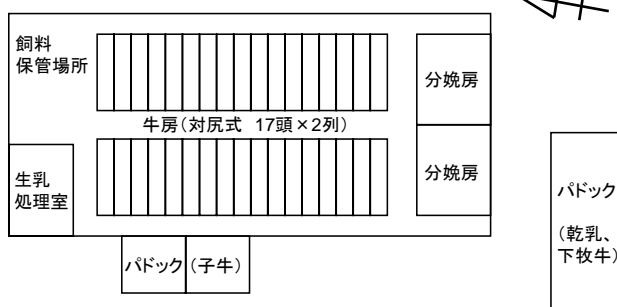 飼料
保管場所
分娩房
牛房(対尻式 17頭×2列)
生乳
処理室
分娩房
パドック
(子牛)
パドック
(乾乳、
下牧牛)